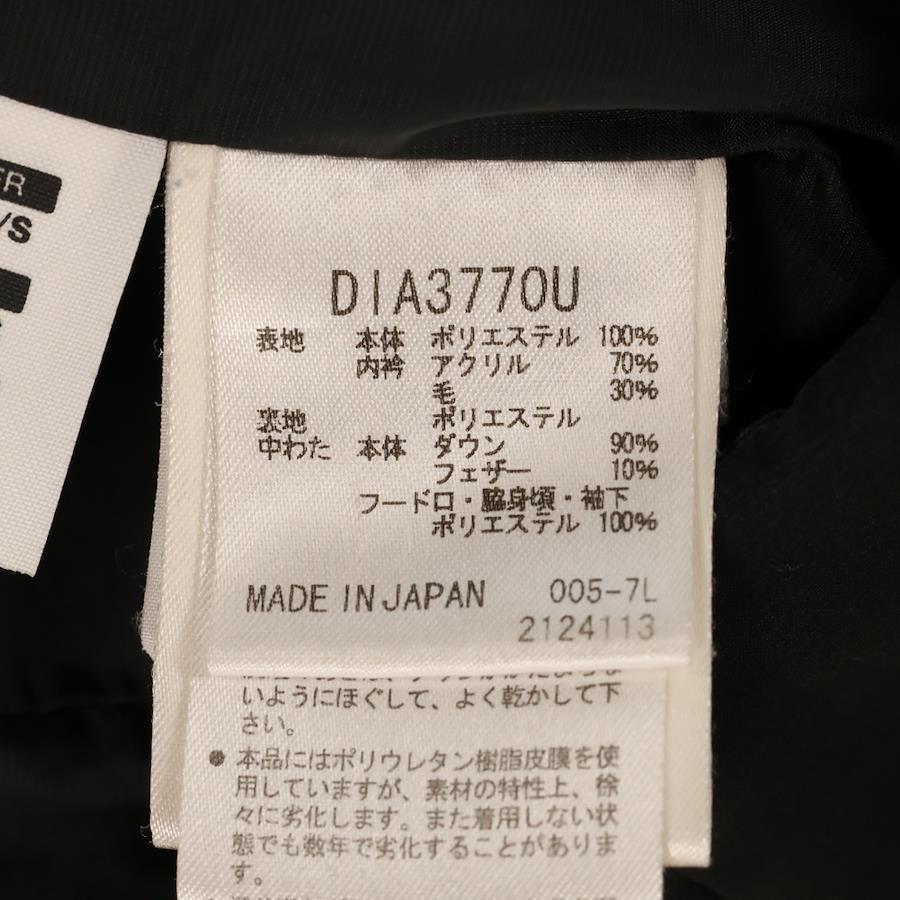 ER
/S
DIA3770U
表地 本体 ポリエステル 100%
内衿 アクリル 70%
毛 30%
裏地 ポリエステル
中わた 本体 ダウン 90%
フェザー 10%
フードロ・脇身頃・袖下
ポリエステル 100%
MADE IN JAPAN 005-7L
2124113
いようにほぐして、よく乾かして下
さい。
● 本品にはポリウレタン樹脂皮膜を使
用していますが、素材の特性上、徐
々に劣化します。また着用しない状
態でも数年で劣化することがありま
す。